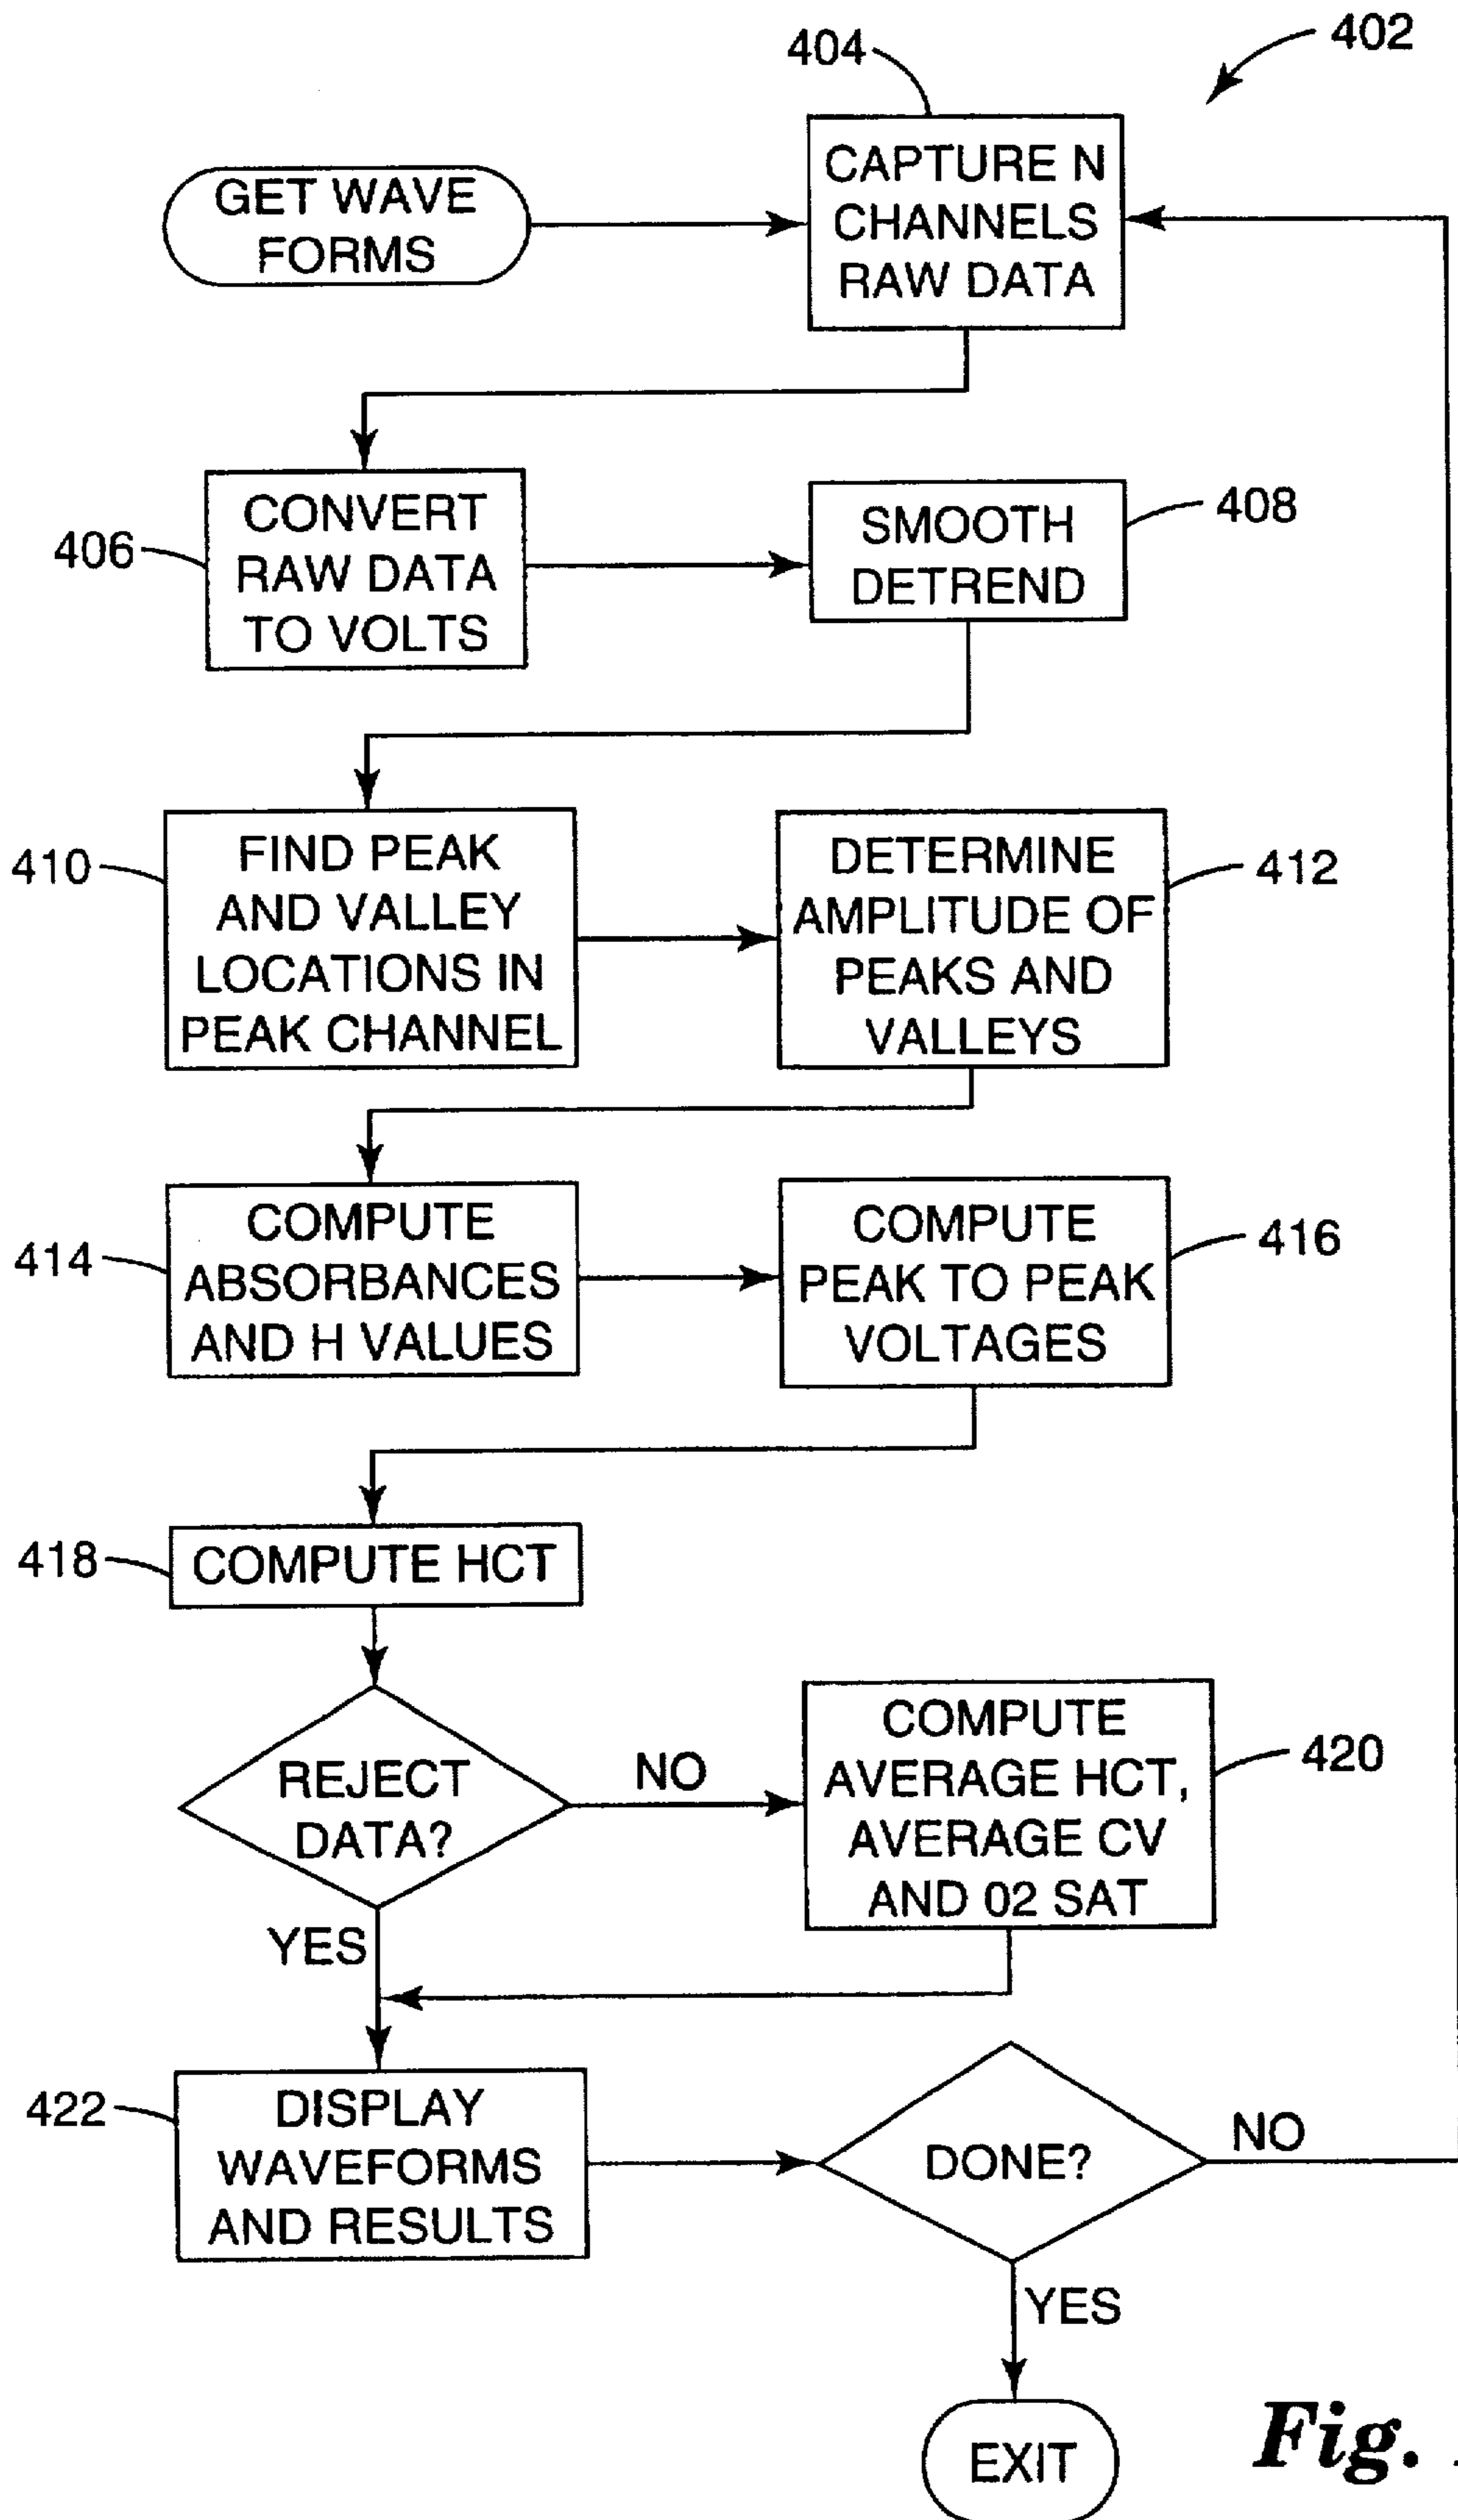 402
404
GET WAVE
FORMS
CAPTURE N
CHANNELS
RAW DATA
406
CONVERT
RAW DATA
TO VOLTS
SMOOTH
DETREND
408
410
FIND PEAK
AND VALLEY
LOCATIONS IN
PEAK CHANNEL
DETERMINE
AMPLITUDE OF
PEAKS AND
VALLEYS
412
414
COMPUTE
ABSORBANCES
AND H VALUES
COMPUTE
PEAK TO PEAK
VOLTAGES
416
418
COMPUTE HCT
REJECT
DATA?
NO
COMPUTE
AVERAGE HCT,
AVERAGE CV
AND 02 SAT
420
YES
422
DISPLAY
WAVEFORMS
AND RESULTS
DONE?
NO
YES
EXIT
Fig.